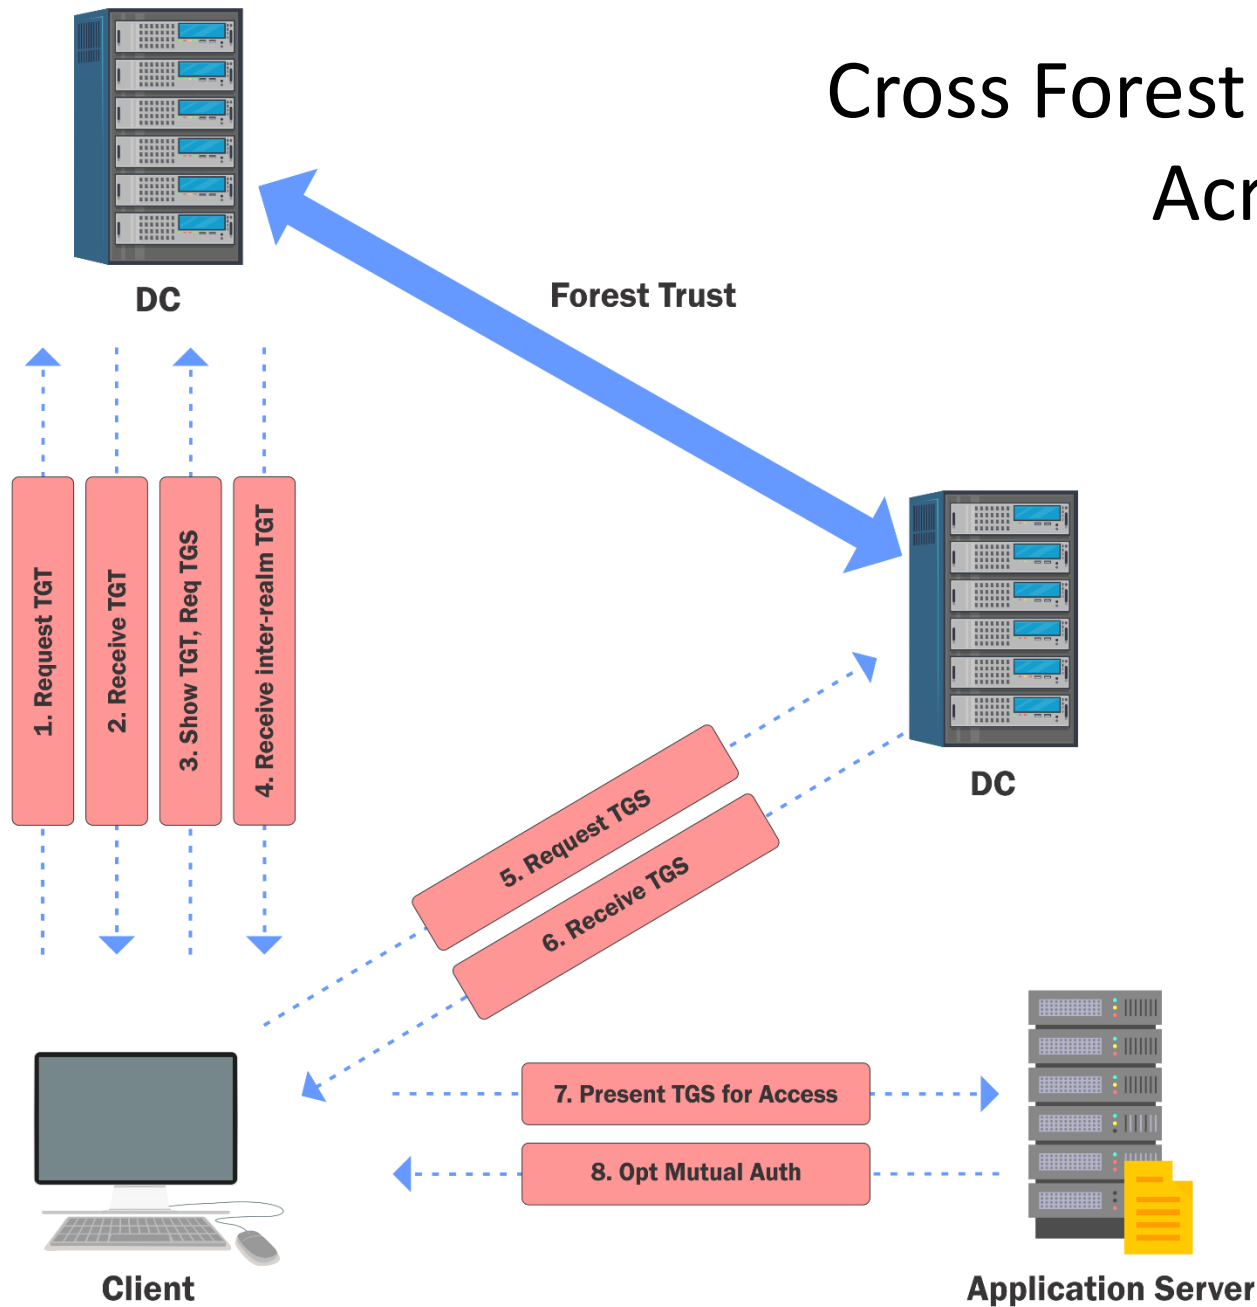 Cross Forest
Acr
DC
Forest Trust
1. Request TGT
2. Receive TGT
3. Show TGT, Req TGS
4. Receive inter-realm TGT
DC
5. Request TGS
6. Receive TGS
7. Present TGS for Access
8. Opt Mutual Auth
Client
Application Server